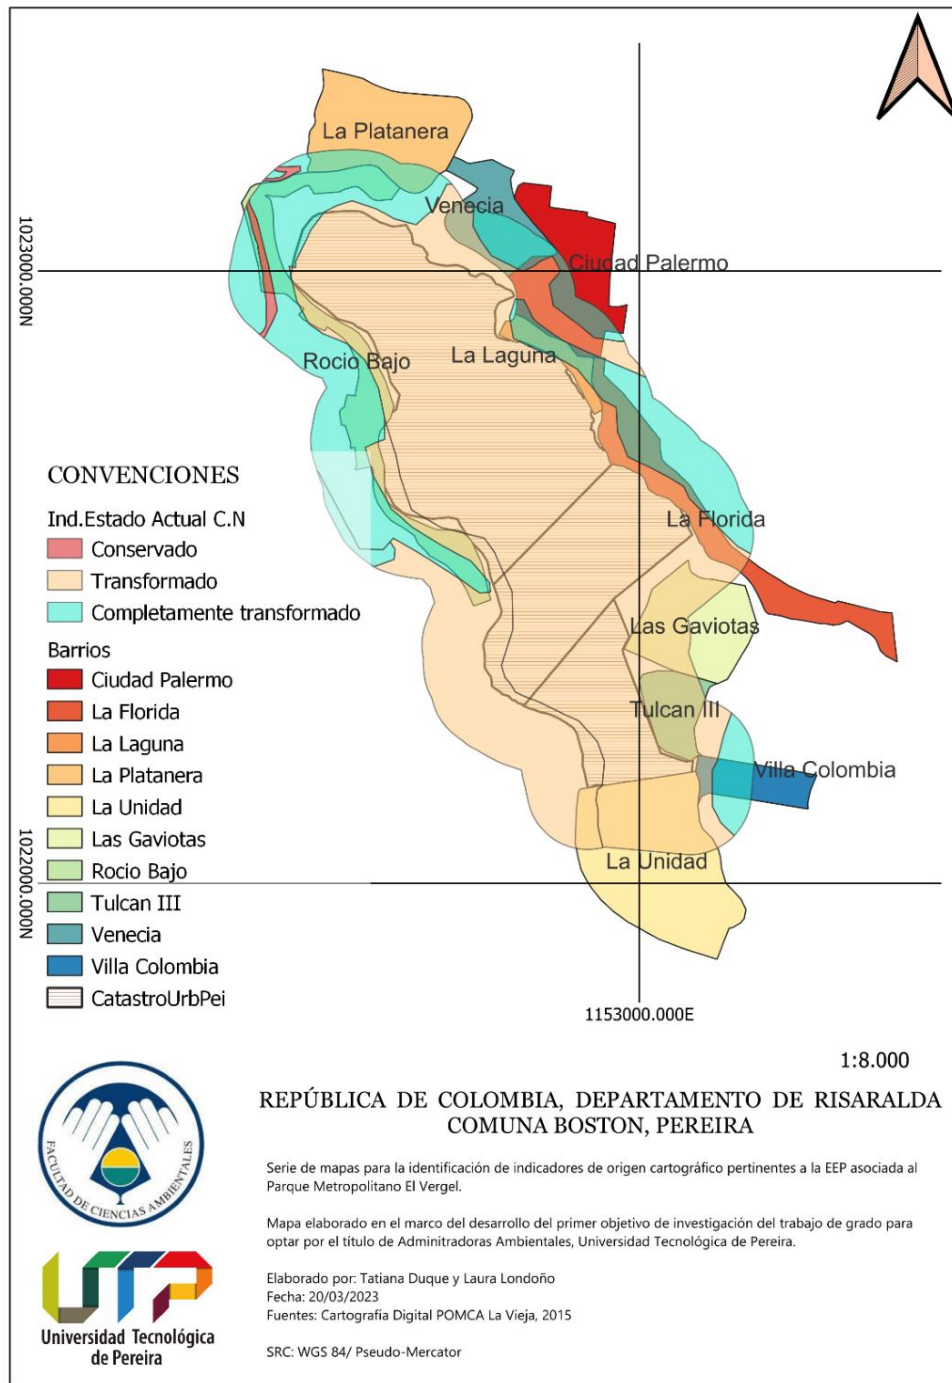 La Platanera
Venecia
Ciudad Palermo
1023000.000N
La Laguna
Rocio Bajo
CONVENCIONES
Ind.Estado Actual C.N
Conservado
Transformado
Completamente transformado
Barrios
Ciudad Palermo
La Florida
La Laguna
La Platanera
La Unidad
Las Gaviotas
Rocio Bajo
Tulcan III
Venecia
Villa Colombia
CatastroUrbPei
La Florida
Las Gaviotas
Tulcan III
Villa Colombia
La Unidad
1022000.000N
1153000.000E
1:8.000
FACULTAD DE CIENCIAS AMBIENTALES
REPÚBLICA DE COLOMBIA, DEPARTAMENTO DE RISARALDA
COMUNA BOSTON, PEREIRA
Serie de mapas para la identificación de indicadores de origen cartográfico pertinentes a la EEP asociada al
Parque Metropolitano El Vergel.
Mapa elaborado en el marco del desarrollo del primer objetivo de investigación del trabajo de grado para
optar por el título de Adminitradoras Ambientales, Universidad Tecnológica de Pereira.
Elaborado por: Tatiana Duque y Laura Londoño
Fecha: 20/03/2023
Fuentes: Cartografía Digital POMCA La Vieja, 2015
SRC: WGS 84/ Pseudo-Mercator
UTP
Universidad Tecnológica
de Pereira